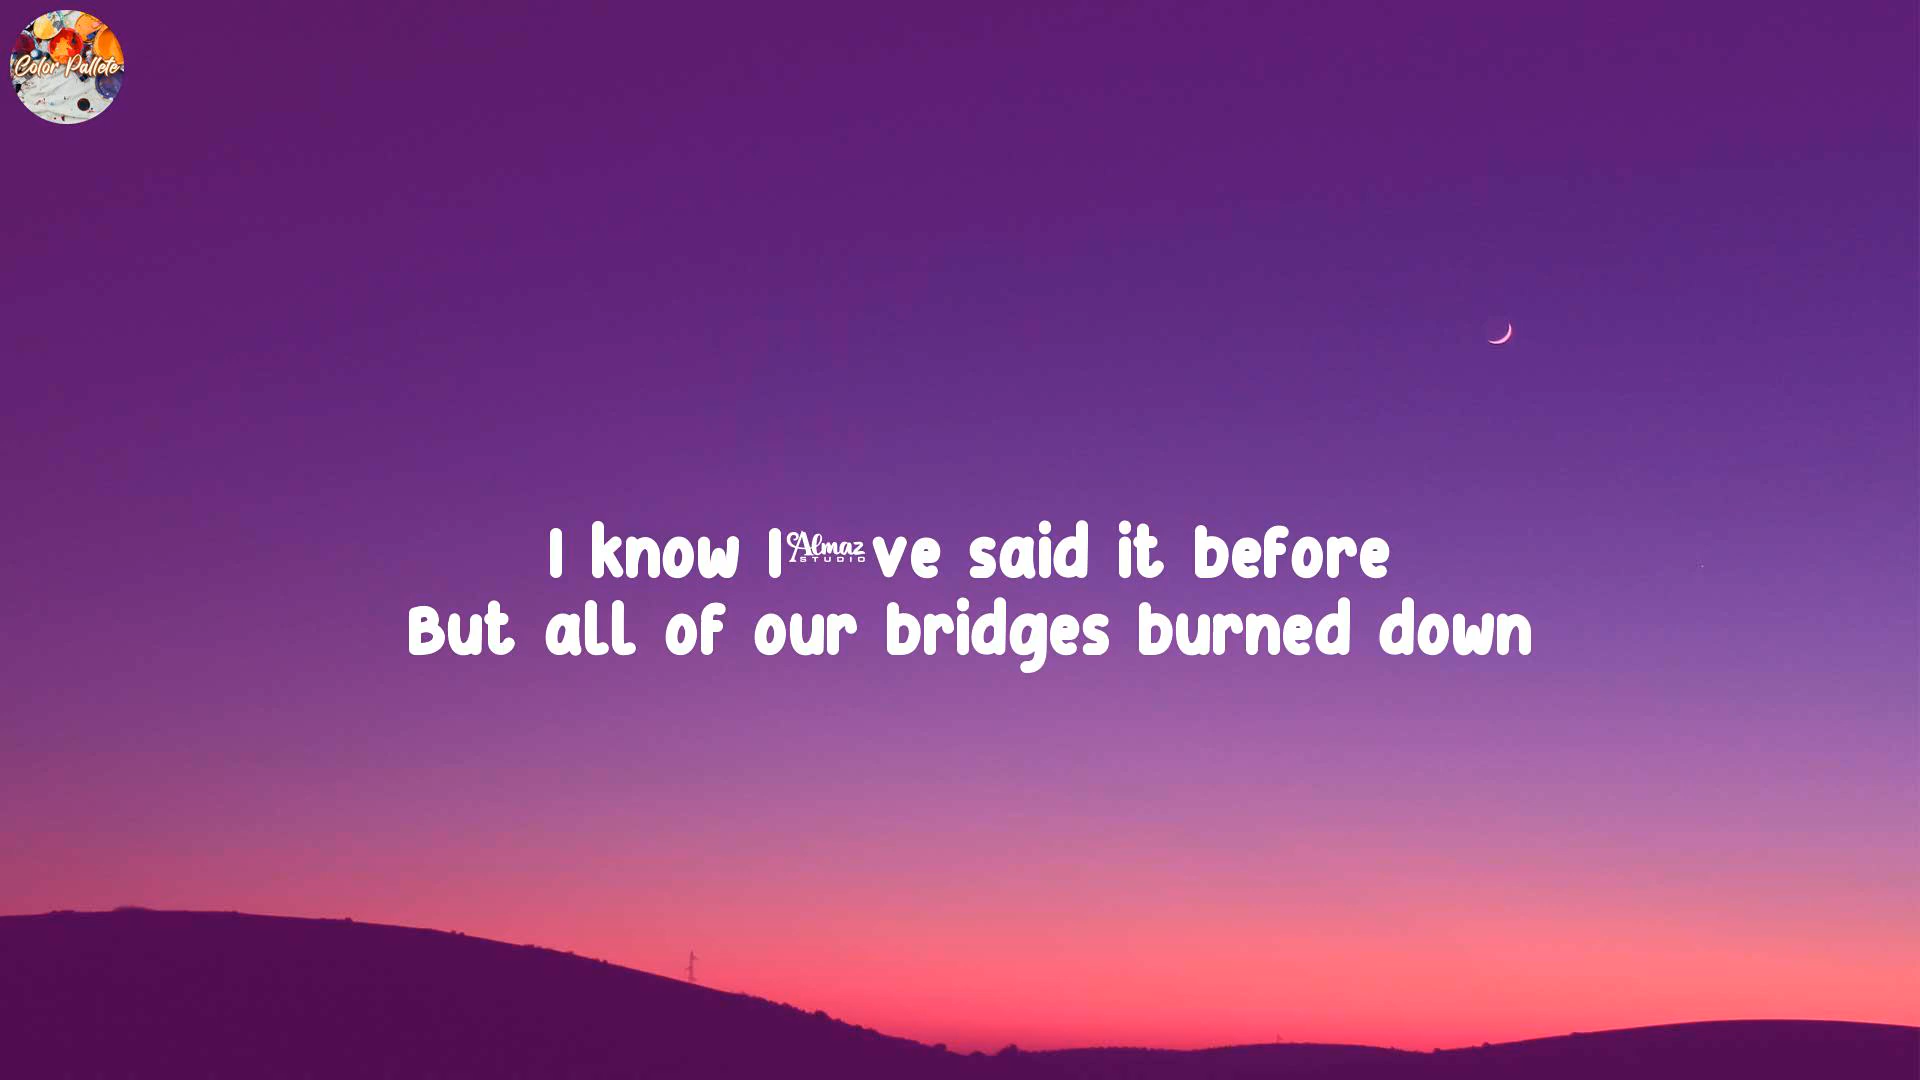 Color Pallete
I know I Almaz STUDIO ve said it before
But all of our bridges burned down